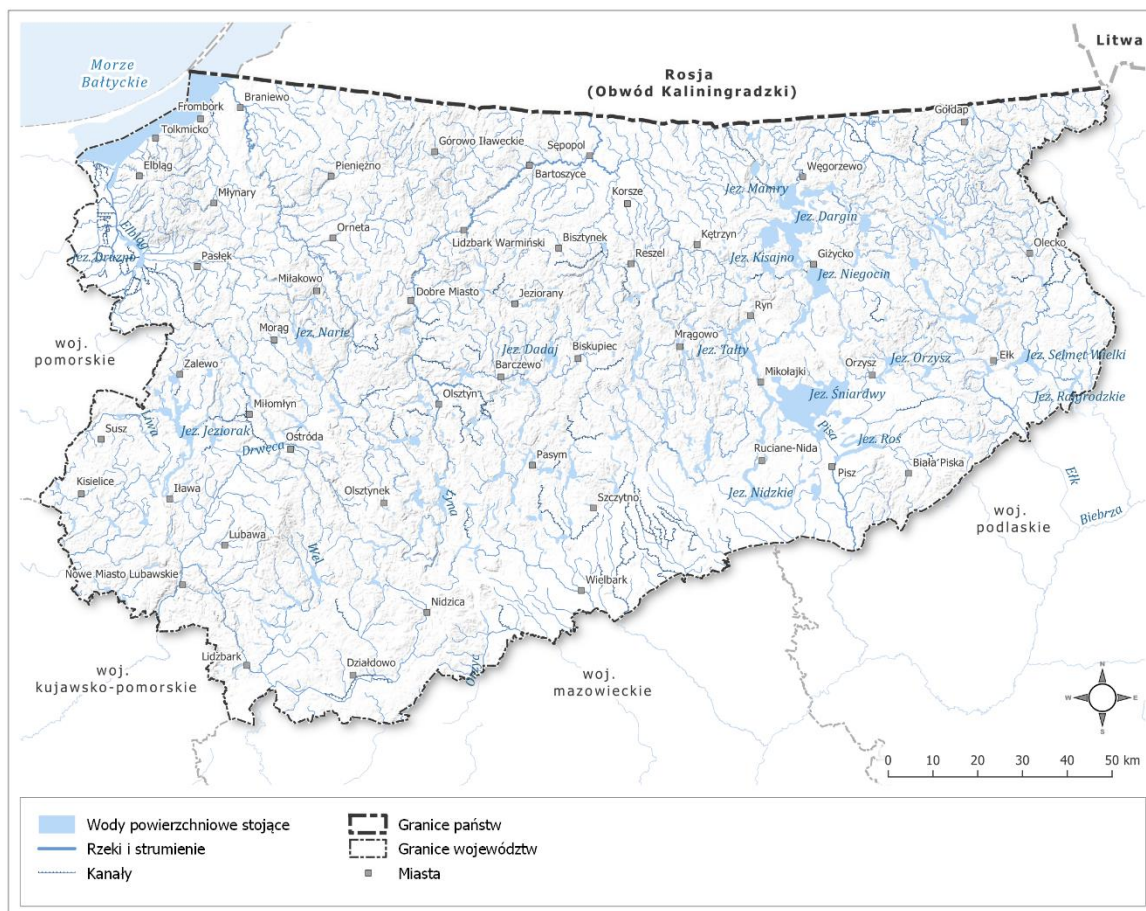 Litwa
Morze
Bałtyckie
Rosja
(Obwód Kaliningradzki)
Frombork
Braniewo
Gołdap
Tolkmicko
Górowo Iławeckie
Sępopol
Elbląg
Pieniężno
Bartoszyce
Węgorzewo
Jez. Mamry
Młynary
Korsze
Jez. Dargin
Elbląg
Orneta
Lidzbark Warmiński
Bisztynek
Kętrzyn
Olecko
Jez. Drużno
Pasłęk
Reszel
Jez. Kisajno
Giżycko
Jez. Niegocin
Miłakowo
Dobre Miasto
Jeziorany
Ryn
Morąg
Jez. Narie
Mrągowo
woj.
pomorskie
Jez. Dadaj
Biskupiec
Jez. Tałty
Jez. Orzysz
Ełk
Jez. Selmęt Wielki
Zalewo
Barczewo
Mikołajki
Orzysz
Jez. Śniardwy
Jez. Rajgrodzkie
Olsztyn
Liwa
Miłomłyn
Jez. Jeziorak
Susz
Drwęca
Ostróda
Pisa
Jez. Roś
Pasym
Ruciane-Nida
Pisz
Biała Piska
Ełk
Kisielice
Iława
Olsztynek
Łyna
Szczytno
Jez. Nidzkie
woj.
podlaskie
Biebrza
Lubawa
Wel
Nowe Miasto Lubawskie
Wielbark
Nidzica
Lidzbark
Działdowo
Orzyc
woj.
kujawsko-pomorskie
woj.
mazowieckie
N
W E
S
0 10 20 30 40 50 km
Wody powierzchniowe stojące
Rzeki i strumienie
Kanały
Granice państw
Granice województw
Miasta